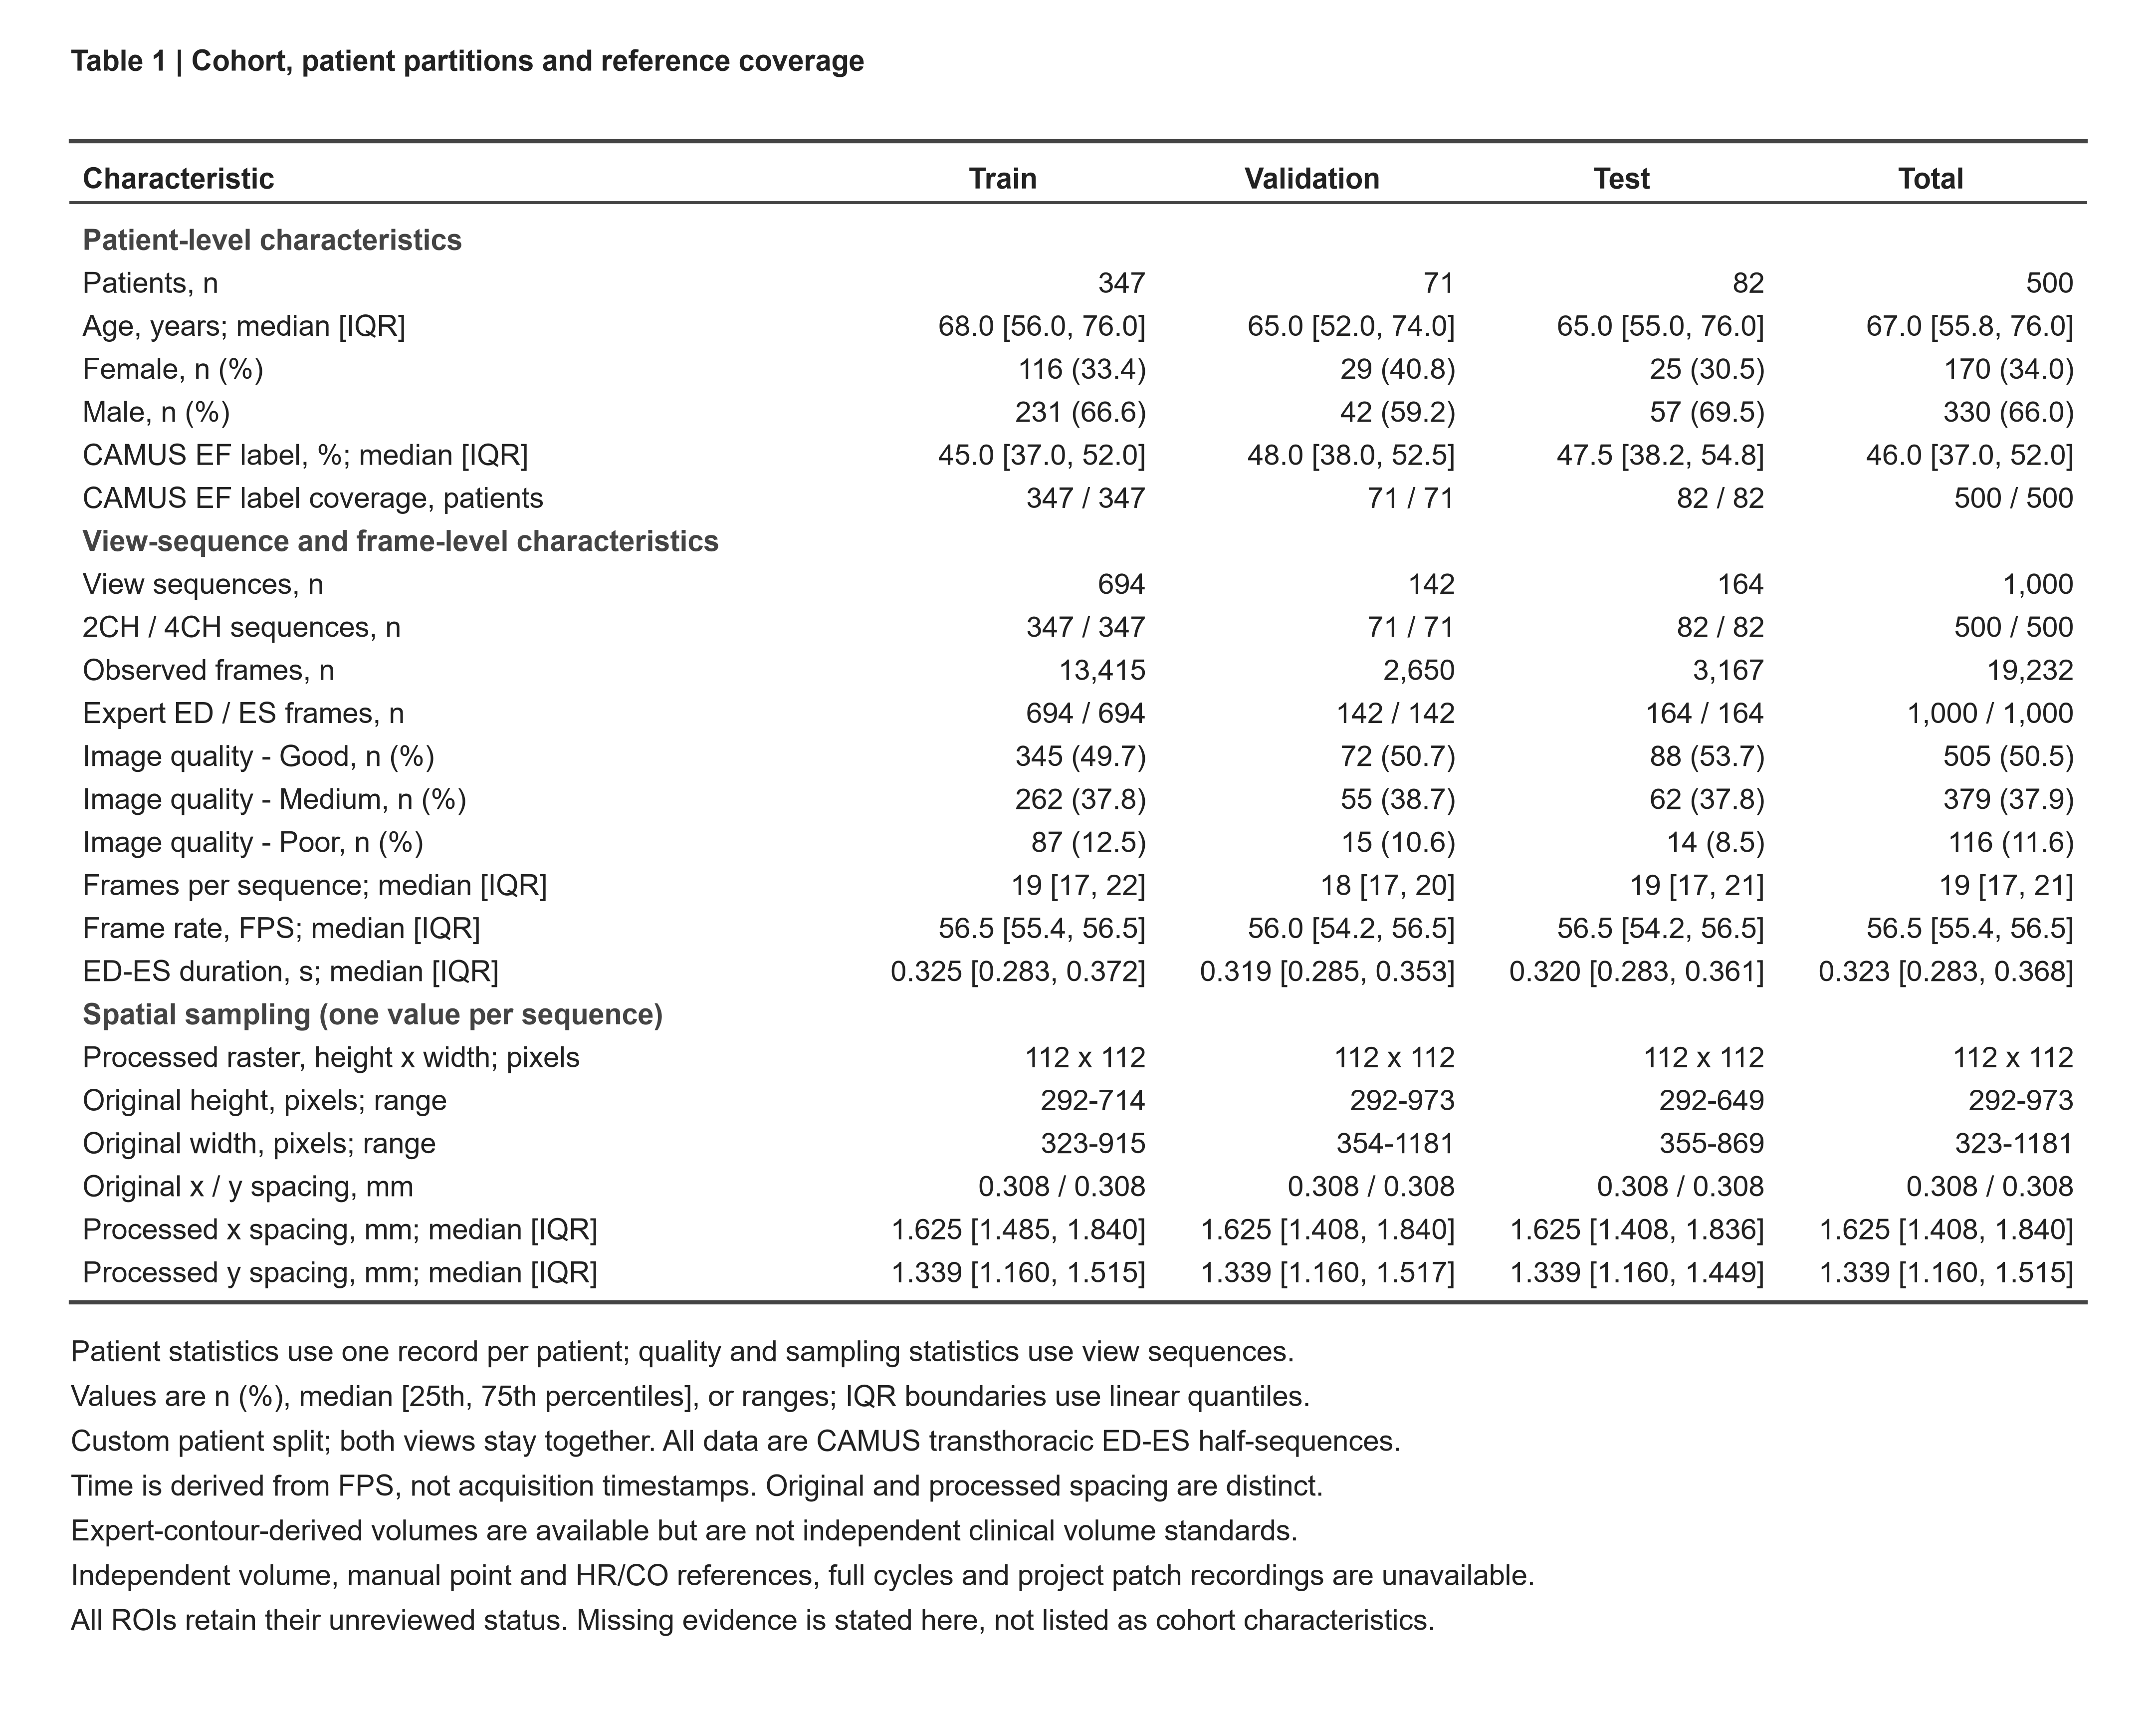 Table 1 | Cohort, patient partitions and reference coverage
Characteristic Train Validation Test Total
Patient-level characteristics
Patients, n 347 71 82 500
Age, years; median [IQR] 68.0 [56.0, 76.0] 65.0 [52.0, 74.0] 65.0 [55.0, 76.0] 67.0 [55.8, 76.0]
Female, n (%) 116 (33.4) 29 (40.8) 25 (30.5) 170 (34.0)
Male, n (%) 231 (66.6) 42 (59.2) 57 (69.5) 330 (66.0)
CAMUS EF label, %; median [IQR] 45.0 [37.0, 52.0] 48.0 [38.0, 52.5] 47.5 [38.2, 54.8] 46.0 [37.0, 52.0]
CAMUS EF label coverage, patients 347 / 347 71 / 71 82 / 82 500 / 500
View-sequence and frame-level characteristics
View sequences, n 694 142 164 1,000
2CH / 4CH sequences, n 347 / 347 71 / 71 82 / 82 500 / 500
Observed frames, n 13,415 2,650 3,167 19,232
Expert ED / ES frames, n 694 / 694 142 / 142 164 / 164 1,000 / 1,000
Image quality - Good, n (%) 345 (49.7) 72 (50.7) 88 (53.7) 505 (50.5)
Image quality - Medium, n (%) 262 (37.8) 55 (38.7) 62 (37.8) 379 (37.9)
Image quality - Poor, n (%) 87 (12.5) 15 (10.6) 14 (8.5) 116 (11.6)
Frames per sequence; median [IQR] 19 [17, 22] 18 [17, 20] 19 [17, 21] 19 [17, 21]
Frame rate, FPS; median [IQR] 56.5 [55.4, 56.5] 56.0 [54.2, 56.5] 56.5 [54.2, 56.5] 56.5 [55.4, 56.5]
ED-ES duration, s; median [IQR] 0.325 [0.283, 0.372] 0.319 [0.285, 0.353] 0.320 [0.283, 0.361] 0.323 [0.283, 0.368]
Spatial sampling (one value per sequence)
Processed raster, height x width; pixels 112 x 112 112 x 112 112 x 112 112 x 112
Original height, pixels; range 292-714 292-973 292-649 292-973
Original width, pixels; range 323-915 354-1181 355-869 323-1181
Original x / y spacing, mm 0.308 / 0.308 0.308 / 0.308 0.308 / 0.308 0.308 / 0.308
Processed x spacing, mm; median [IQR] 1.625 [1.485, 1.840] 1.625 [1.408, 1.840] 1.625 [1.408, 1.836] 1.625 [1.408, 1.840]
Processed y spacing, mm; median [IQR] 1.339 [1.160, 1.515] 1.339 [1.160, 1.517] 1.339 [1.160, 1.449] 1.339 [1.160, 1.515]
Patient statistics use one record per patient; quality and sampling statistics use view sequences.
Values are n (%), median [25th, 75th percentiles], or ranges; IQR boundaries use linear quantiles.
Custom patient split; both views stay together. All data are CAMUS transthoracic ED-ES half-sequences.
Time is derived from FPS, not acquisition timestamps. Original and processed spacing are distinct.
Expert-contour-derived volumes are available but are not independent clinical volume standards.
Independent volume, manual point and HR/CO references, full cycles and project patch recordings are unavailable.
All ROIs retain their unreviewed status. Missing evidence is stated here, not listed as cohort characteristics.